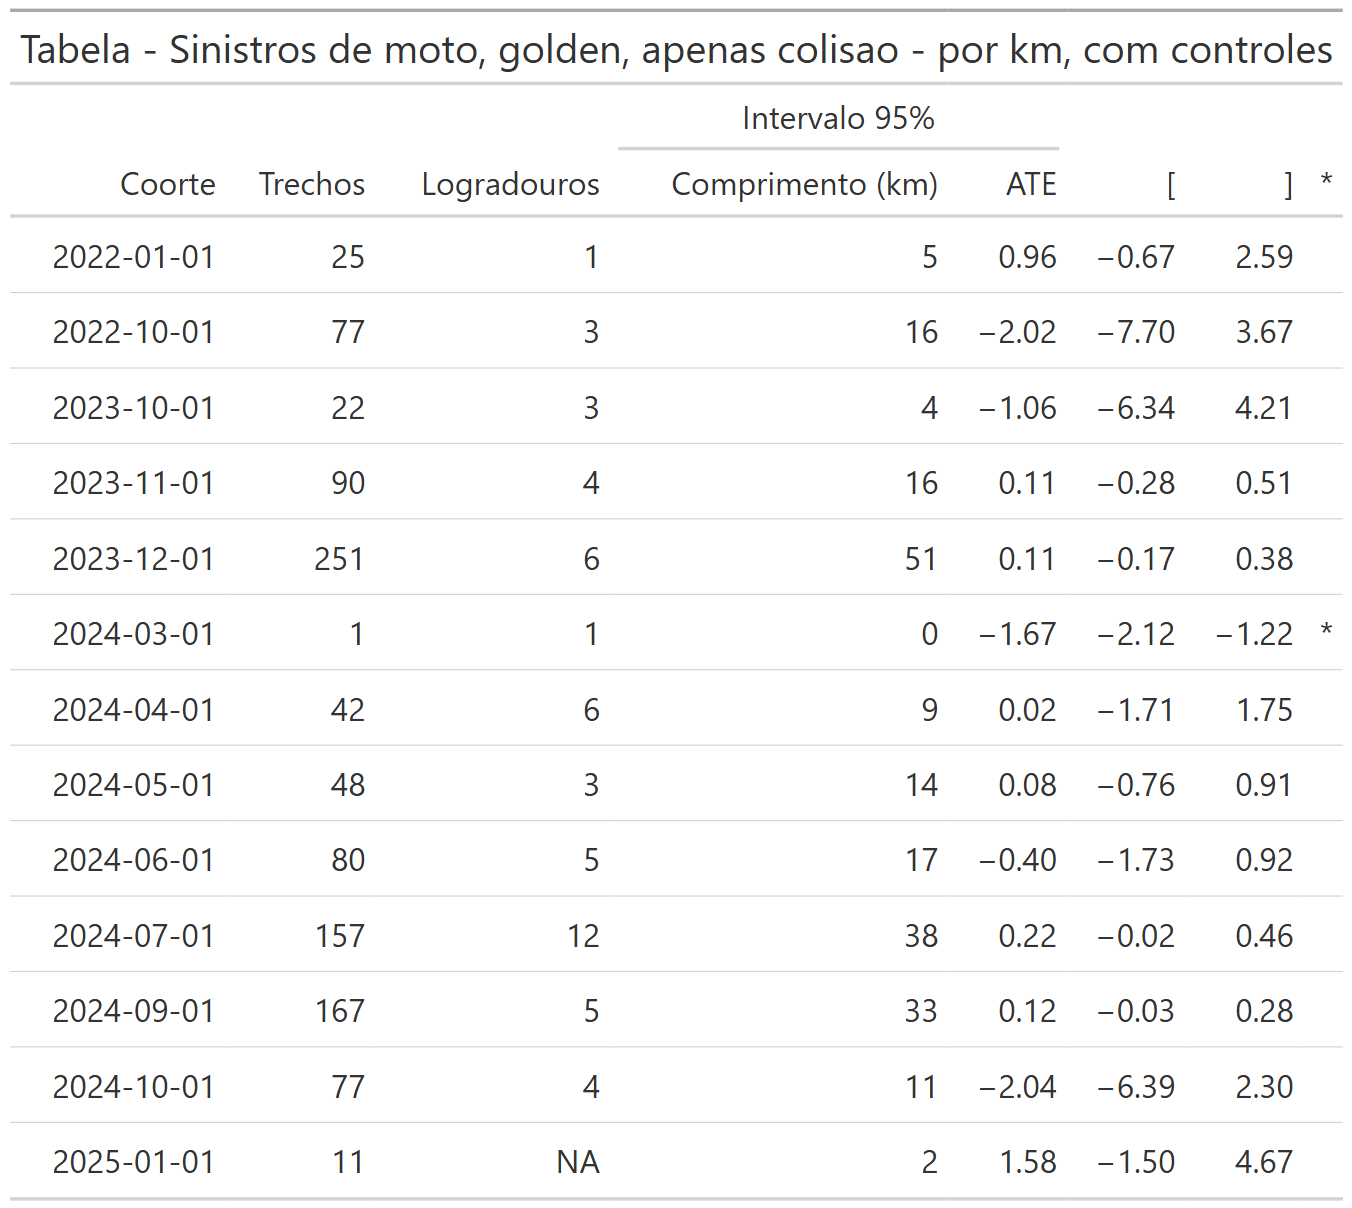 Tabela - Sinistros de moto, golden, apenas colisao - por km, com controles
Intervalo 95%
Coorte Trechos Logradouros Comprimento (km) ATE [ ] *
2022-01-01 25 1 5 0.96 −0.67 2.59
2022-10-01 77 3 16 −2.02 −7.70 3.67
2023-10-01 22 3 4 −1.06 −6.34 4.21
2023-11-01 90 4 16 0.11 −0.28 0.51
2023-12-01 251 6 51 0.11 −0.17 0.38
2024-03-01 1 1 0 −1.67 −2.12 −1.22 *
2024-04-01 42 6 9 0.02 −1.71 1.75
2024-05-01 48 3 14 0.08 −0.76 0.91
2024-06-01 80 5 17 −0.40 −1.73 0.92
2024-07-01 157 12 38 0.22 −0.02 0.46
2024-09-01 167 5 33 0.12 −0.03 0.28
2024-10-01 77 4 11 −2.04 −6.39 2.30
2025-01-01 11 NA 2 1.58 −1.50 4.67